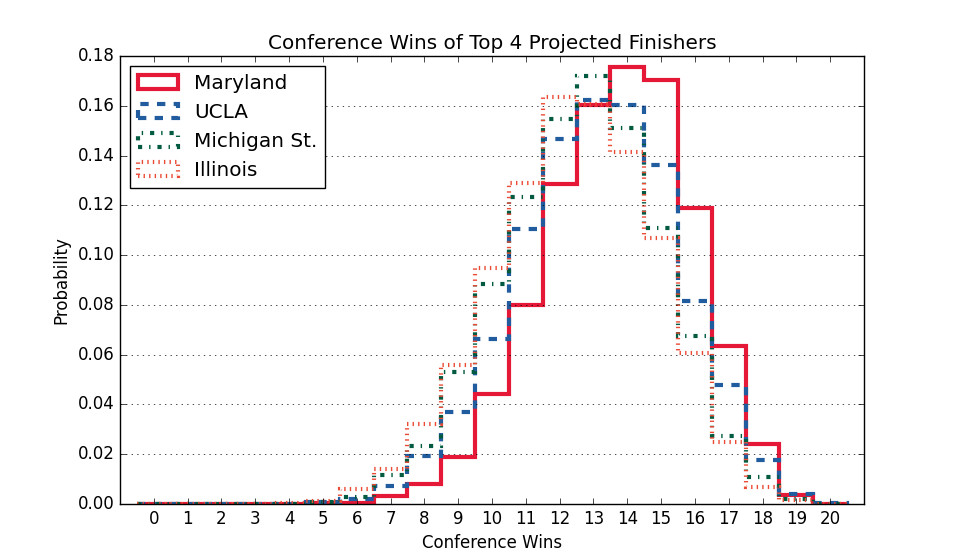 Conference Wins of Top 4 Projected Finishers
Maryland
UCLA
Michigan St.
Illinois
0.18
0.16
0.14
0.12
0.10
0.08
0.06
0.04
0.02
0.00
Probability
0 1 2 3 4 5 6 7 8 9 10 11 12 13 14 15 16 17 18 19 20
Conference Wins